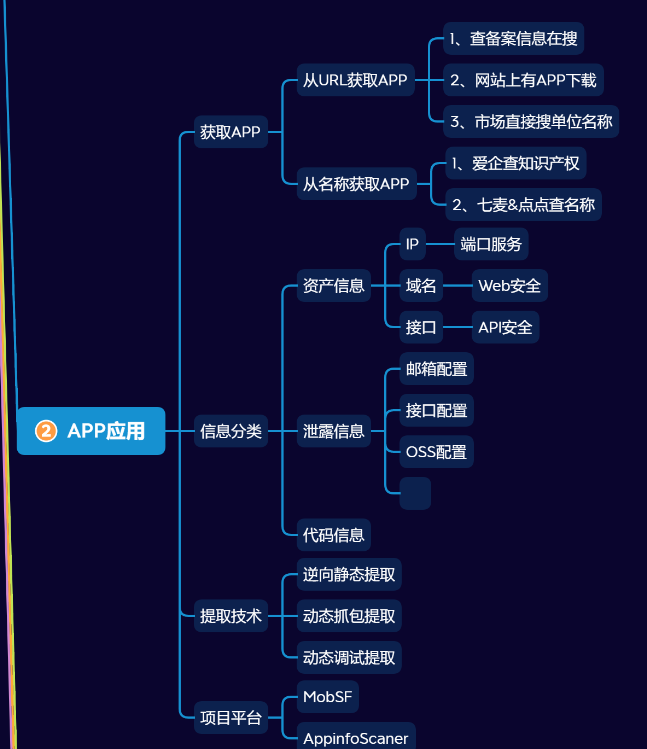 ② APP应用
获取APP
从URL获取APP
1、查备案信息在搜
2、网站上有APP下载
3、市场直接搜单位名称
从名称获取APP
1、爱企查知识产权
2、七麦&点点查名称
信息分类
资产信息
IP
端口服务
域名
Web安全
接口
API安全
泄露信息
邮箱配置
接口配置
OSS配置
代码信息
提取技术
逆向静态提取
动态抓包提取
动态调试提取
项目平台
MobSF
AppinfoScaner